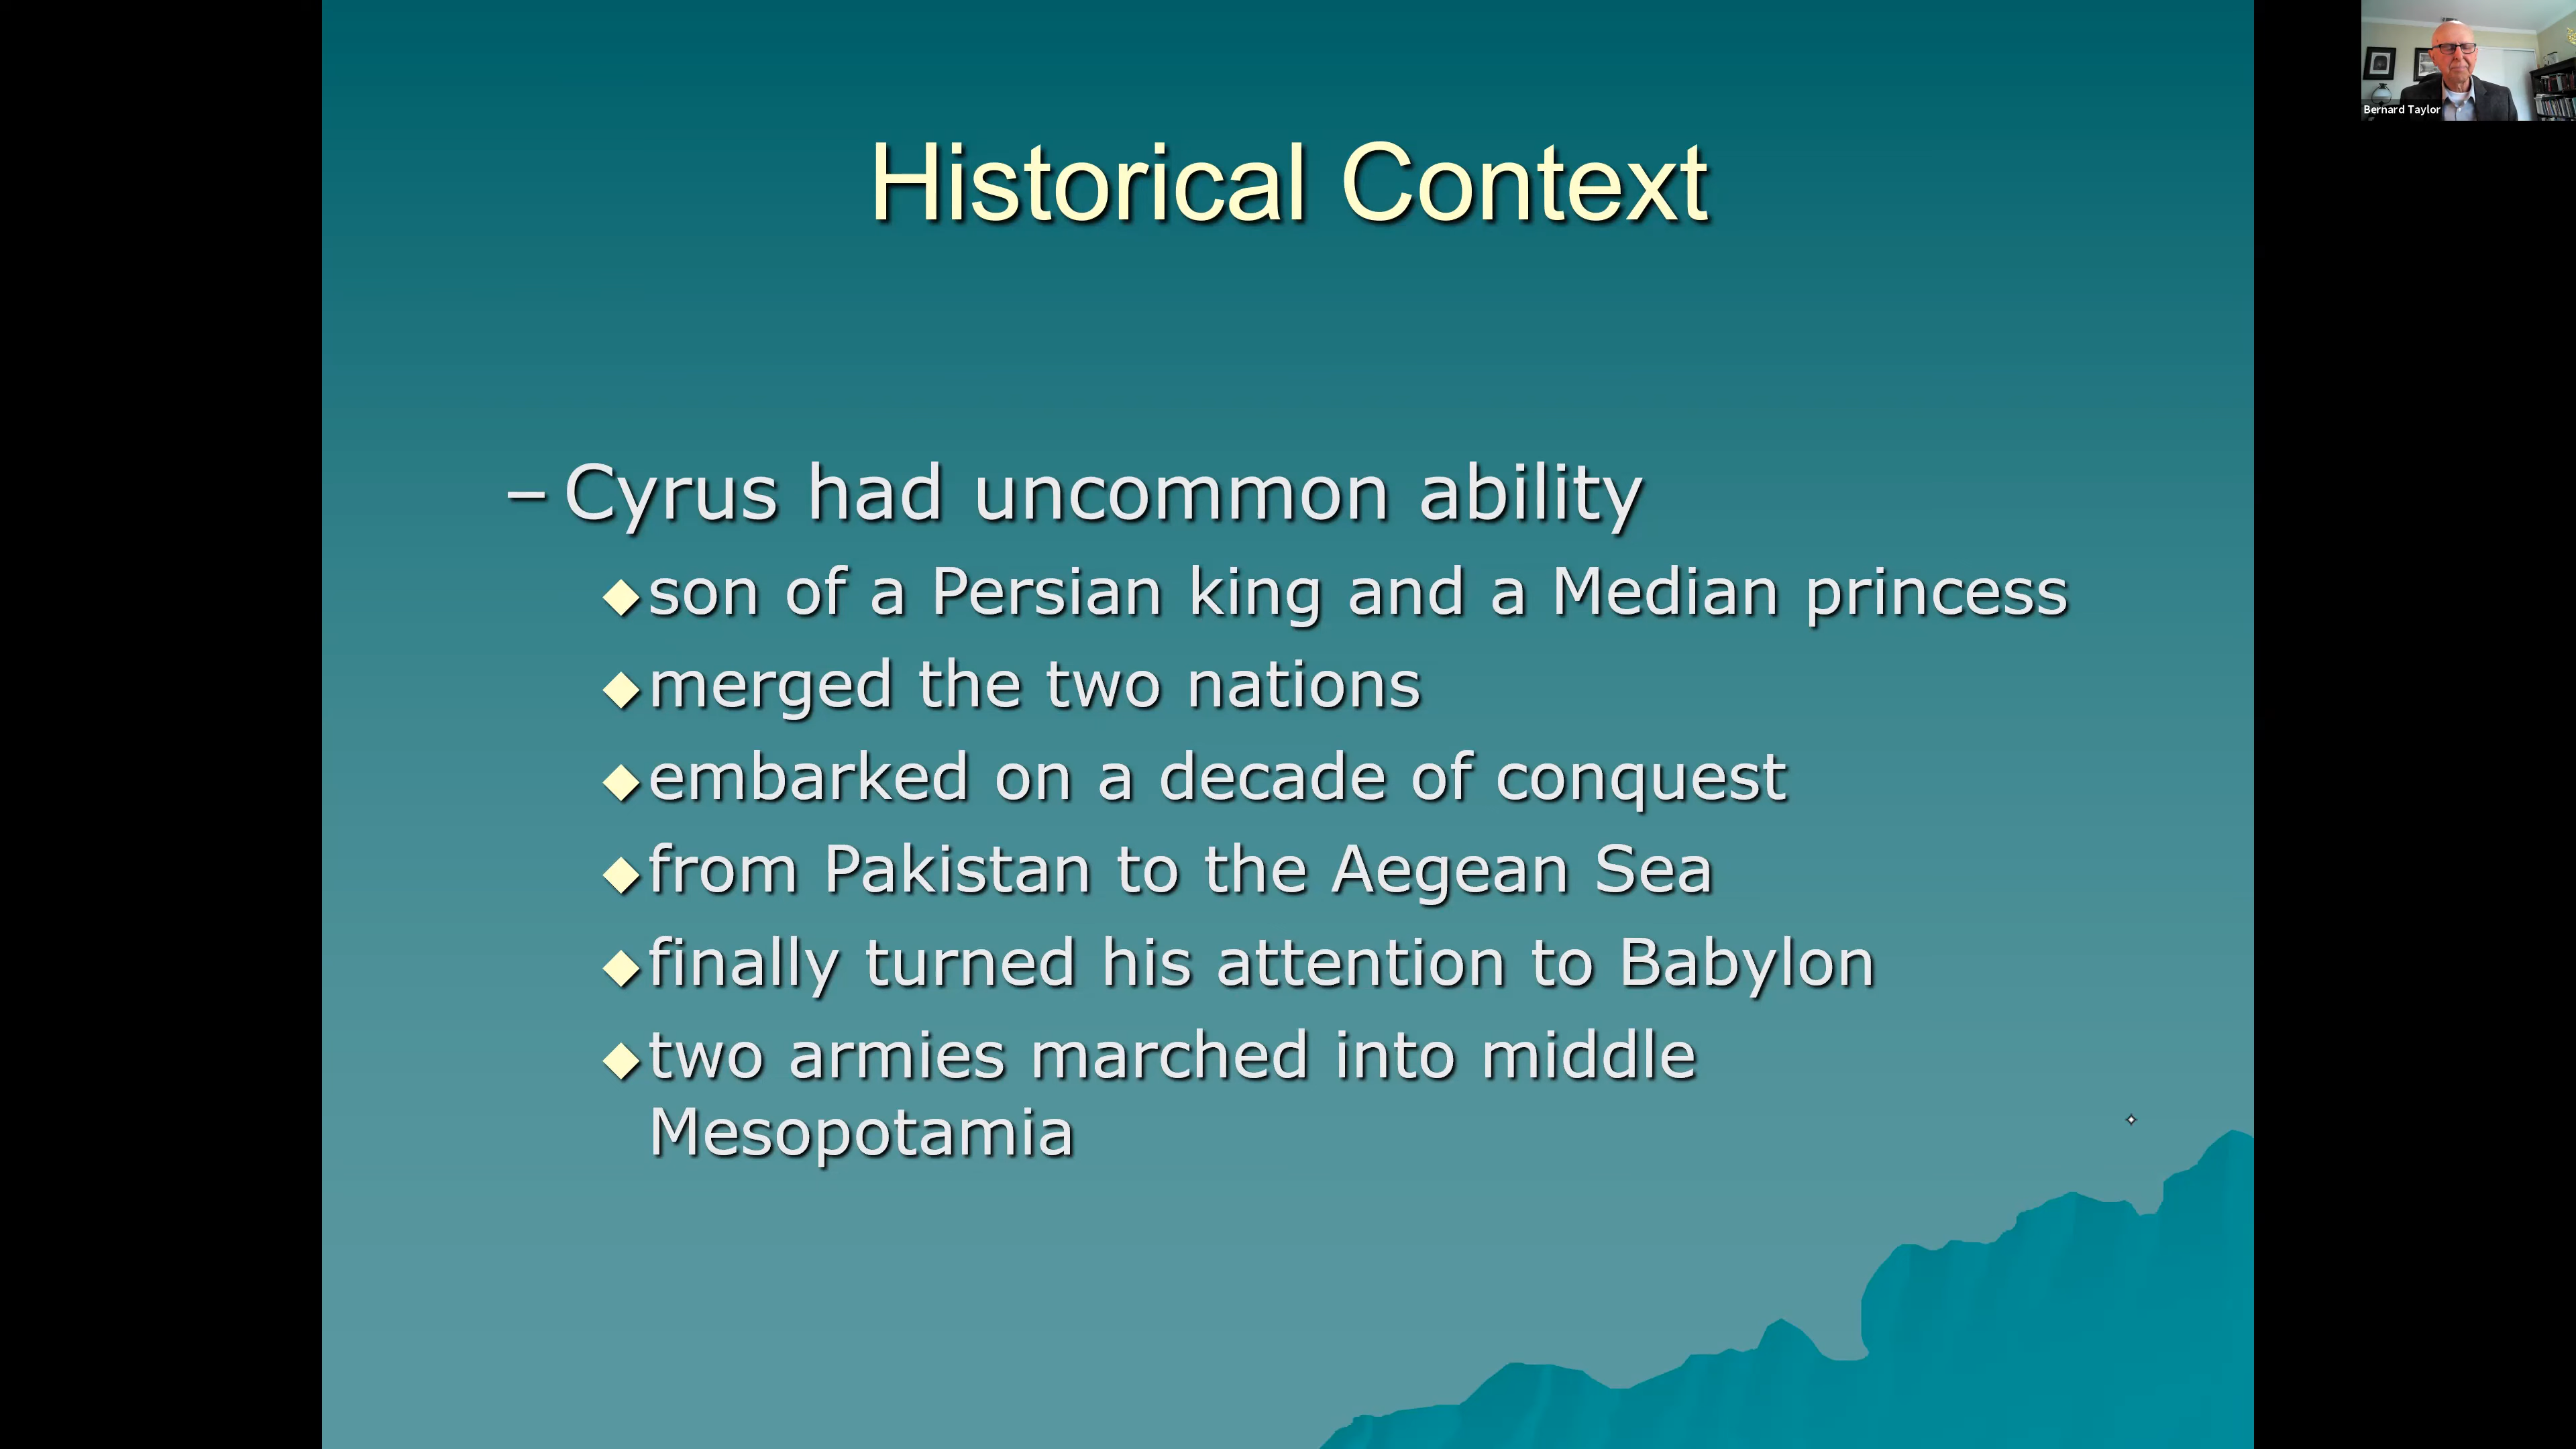 Historical Context
– Cyrus had uncommon ability
◆ son of a Persian king and a Median princess
◆ merged the two nations
◆ embarked on a decade of conquest
◆ from Pakistan to the Aegean Sea
◆ finally turned his attention to Babylon
◆ two armies marched into middle
Mesopotamia
Bernard Taylor